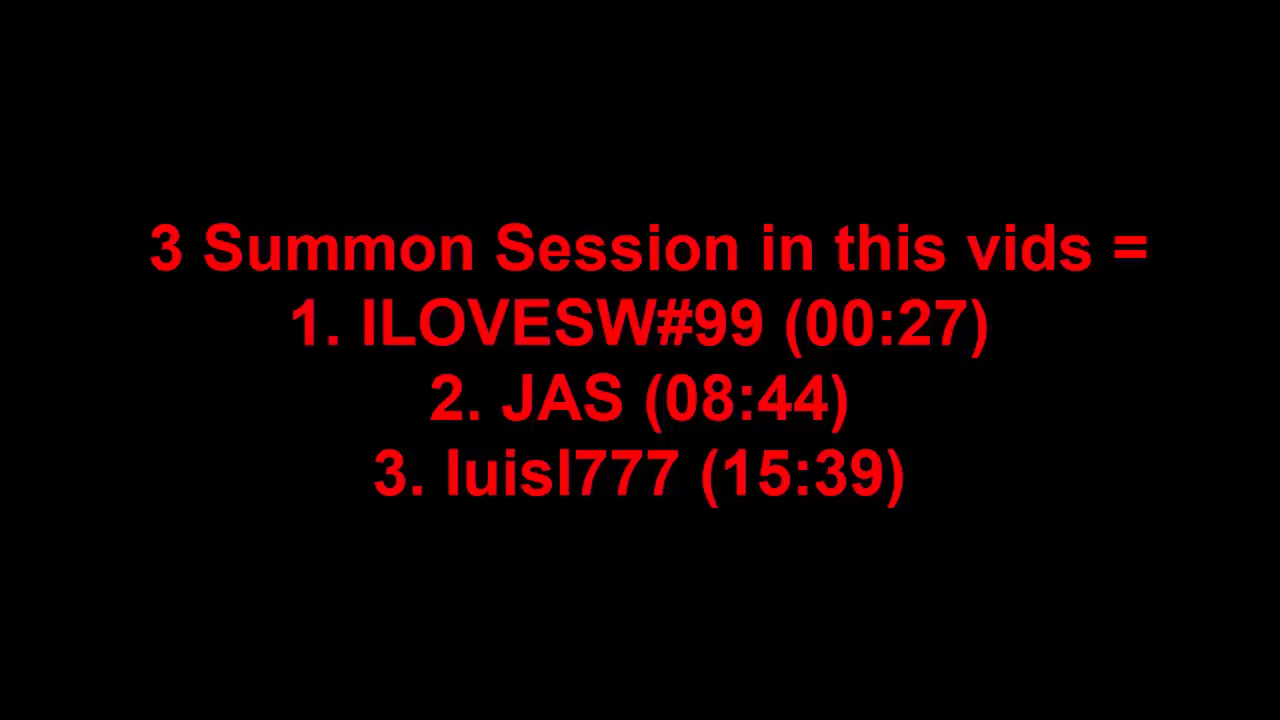 3 Summon Session in this vids =
1. ILOVESW#99 (00:27)
2. JAS (08:44)
3. luisl777 (15:39)